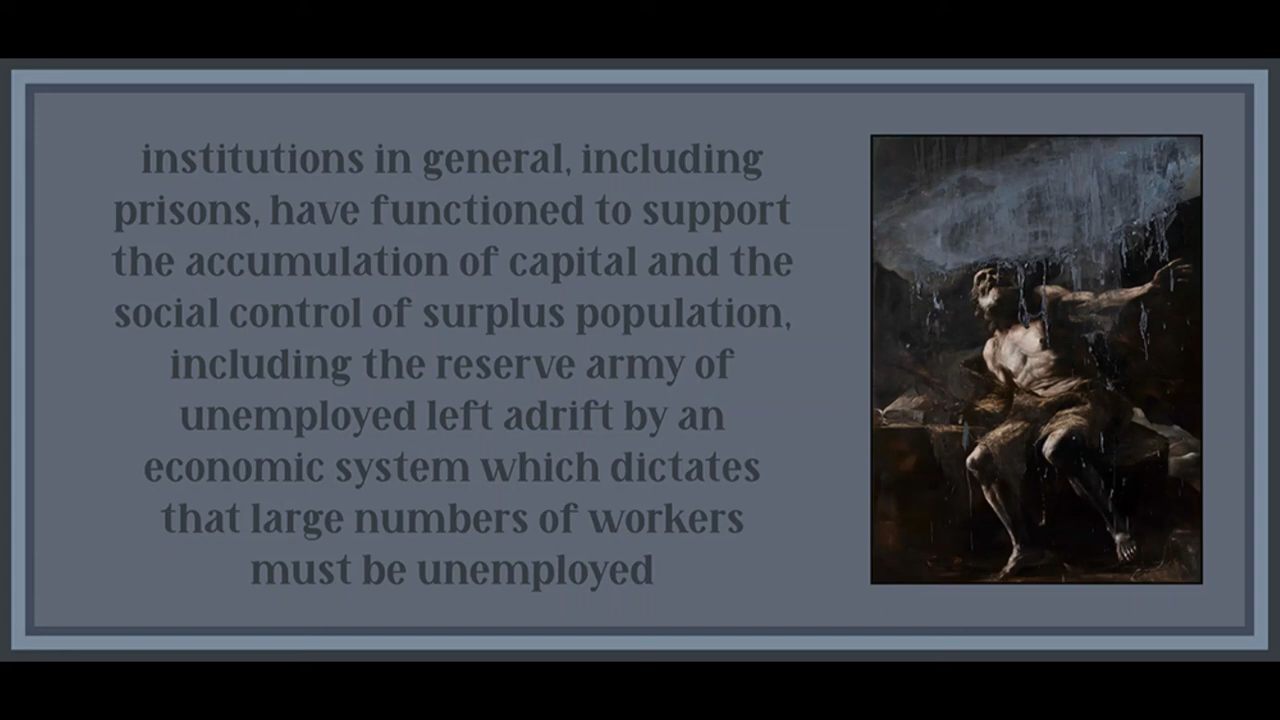 institutions in general, including
prisons, have functioned to support
the accumulation of capital and the
social control of surplus population,
including the reserve army of
unemployed left adrift by an
economic system which dictates
that large numbers of workers
must be unemployed